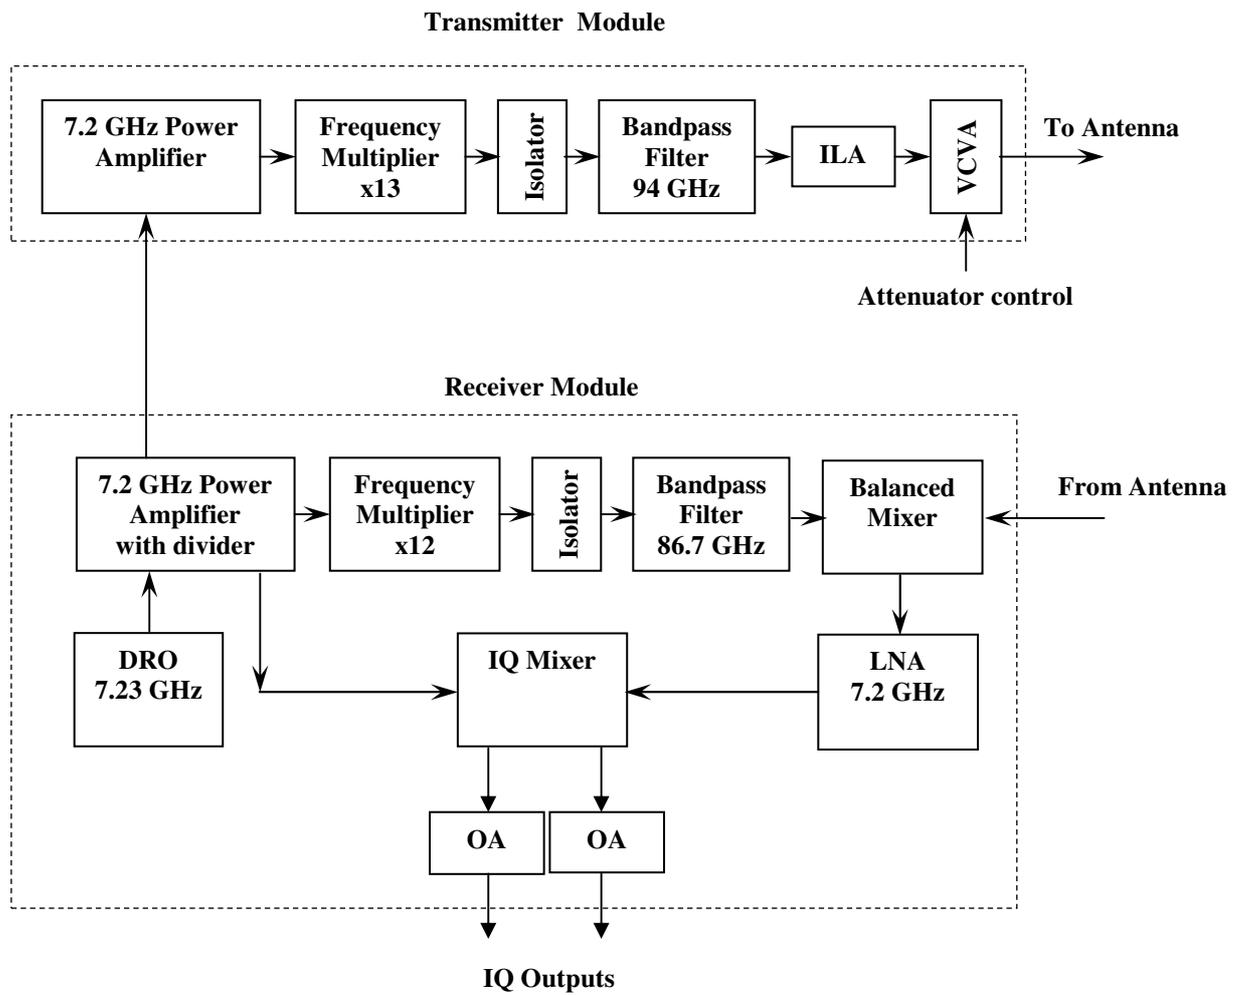 Transmitter Module
7.2 GHz Power
Amplifier
Frequency
Multiplier
x13
Isolator
Bandpass
Filter
94 GHz
ILA
VCVA
To Antenna
Attenuator control
Receiver Module
7.2 GHz Power
Amplifier
with divider
Frequency
Multiplier
x12
Isolator
Bandpass
Filter
86.7 GHz
Balanced
Mixer
From Antenna
DRO
7.23 GHz
IQ Mixer
LNA
7.2 GHz
OA
OA
IQ Outputs